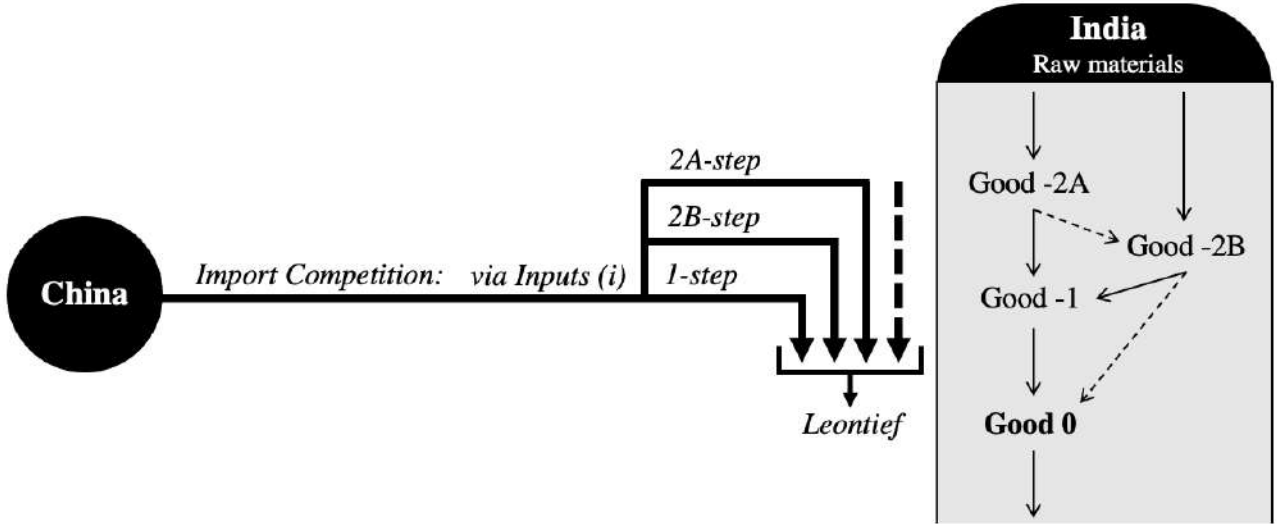 India
Raw materials
2A-step
Good -2A
2B-step
Good -2B
China
Import Competition: via Inputs (i)
1-step
Good -1
Leontief
Good 0